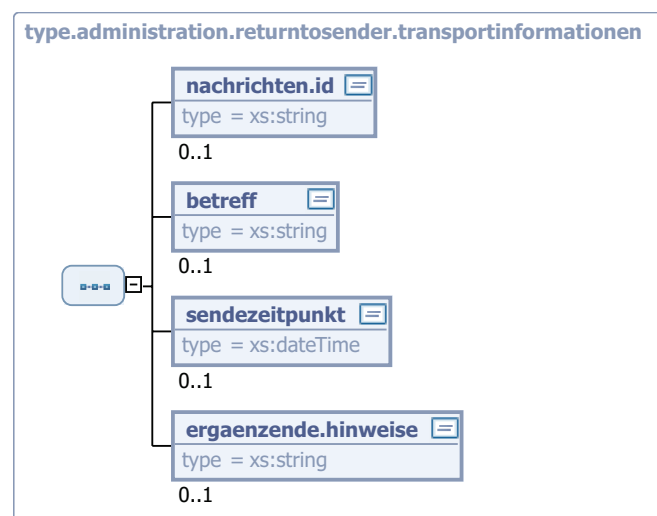 type.administration.returntosender.transportinformationen
nachrichten.id
type = xs:string
0..1
betreff
type = xs:string
0..1
sendezeitpunkt
type = xs:dateTime
0..1
ergaenzende.hinweise
type = xs:string
0..1